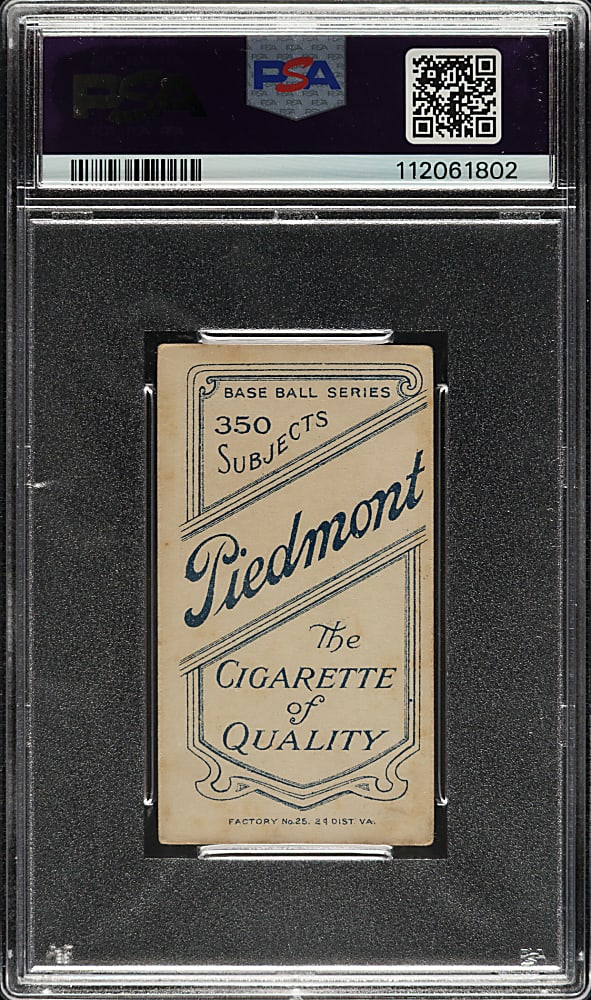 PSA
112061802
BASE BALL SERIES
350
SUBJECTS
Piedmont
The
CIGARETTE
of
QUALITY
FACTORY No.25. 2d DIST. VA.